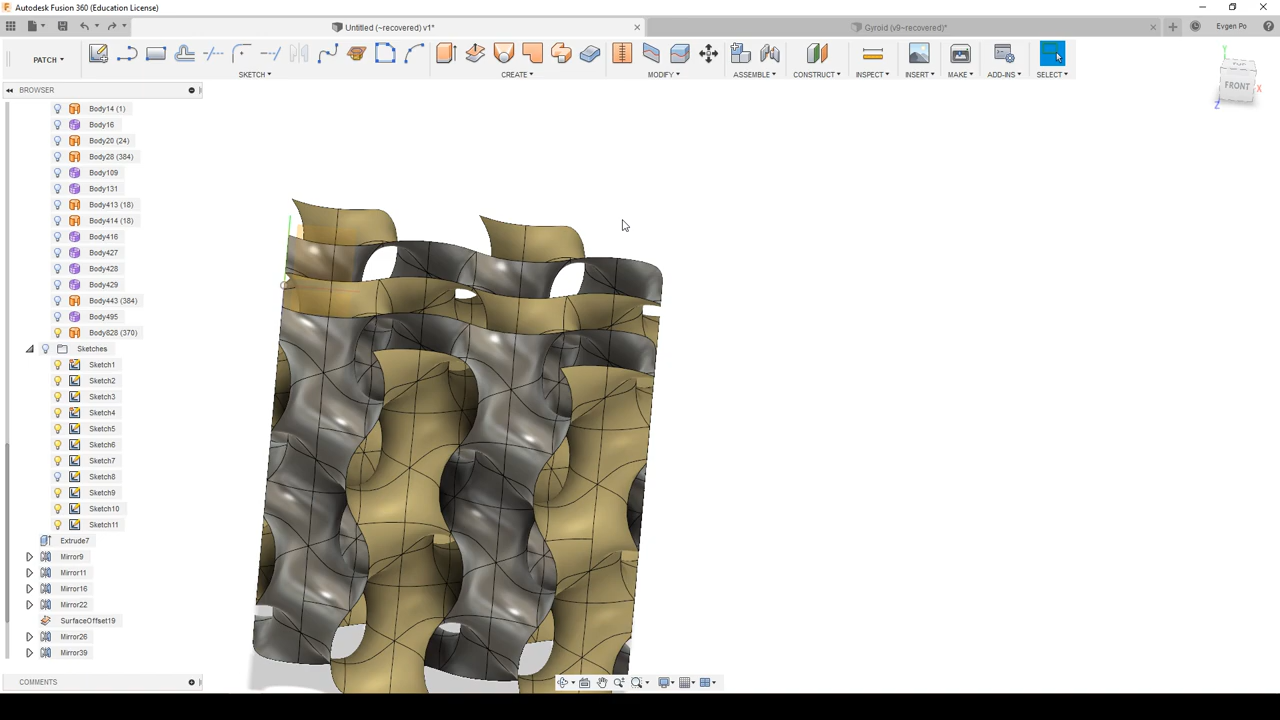 Autodesk Fusion 360 (Education License)
Untitled (~recovered) v1*
Gyroid (v9~recovered)*
Evgen Po
PATCH
SKETCH
CREATE
MODIFY
ASSEMBLE
CONSTRUCT
INSPECT
INSERT
MAKE
ADD-INS
SELECT
FRONT
Y
X
Z
BROWSER
Body14 (1)
Body16
Body20 (24)
Body28 (384)
Body109
Body131
Body413 (18)
Body414 (18)
Body416
Body427
Body428
Body429
Body443 (384)
Body495
Body828 (370)
Sketches
Sketch1
Sketch2
Sketch3
Sketch4
Sketch5
Sketch6
Sketch7
Sketch8
Sketch9
Sketch10
Sketch11
Extrude7
Mirror9
Mirror11
Mirror16
Mirror22
SurfaceOffset19
Mirror26
Mirror39
COMMENTS